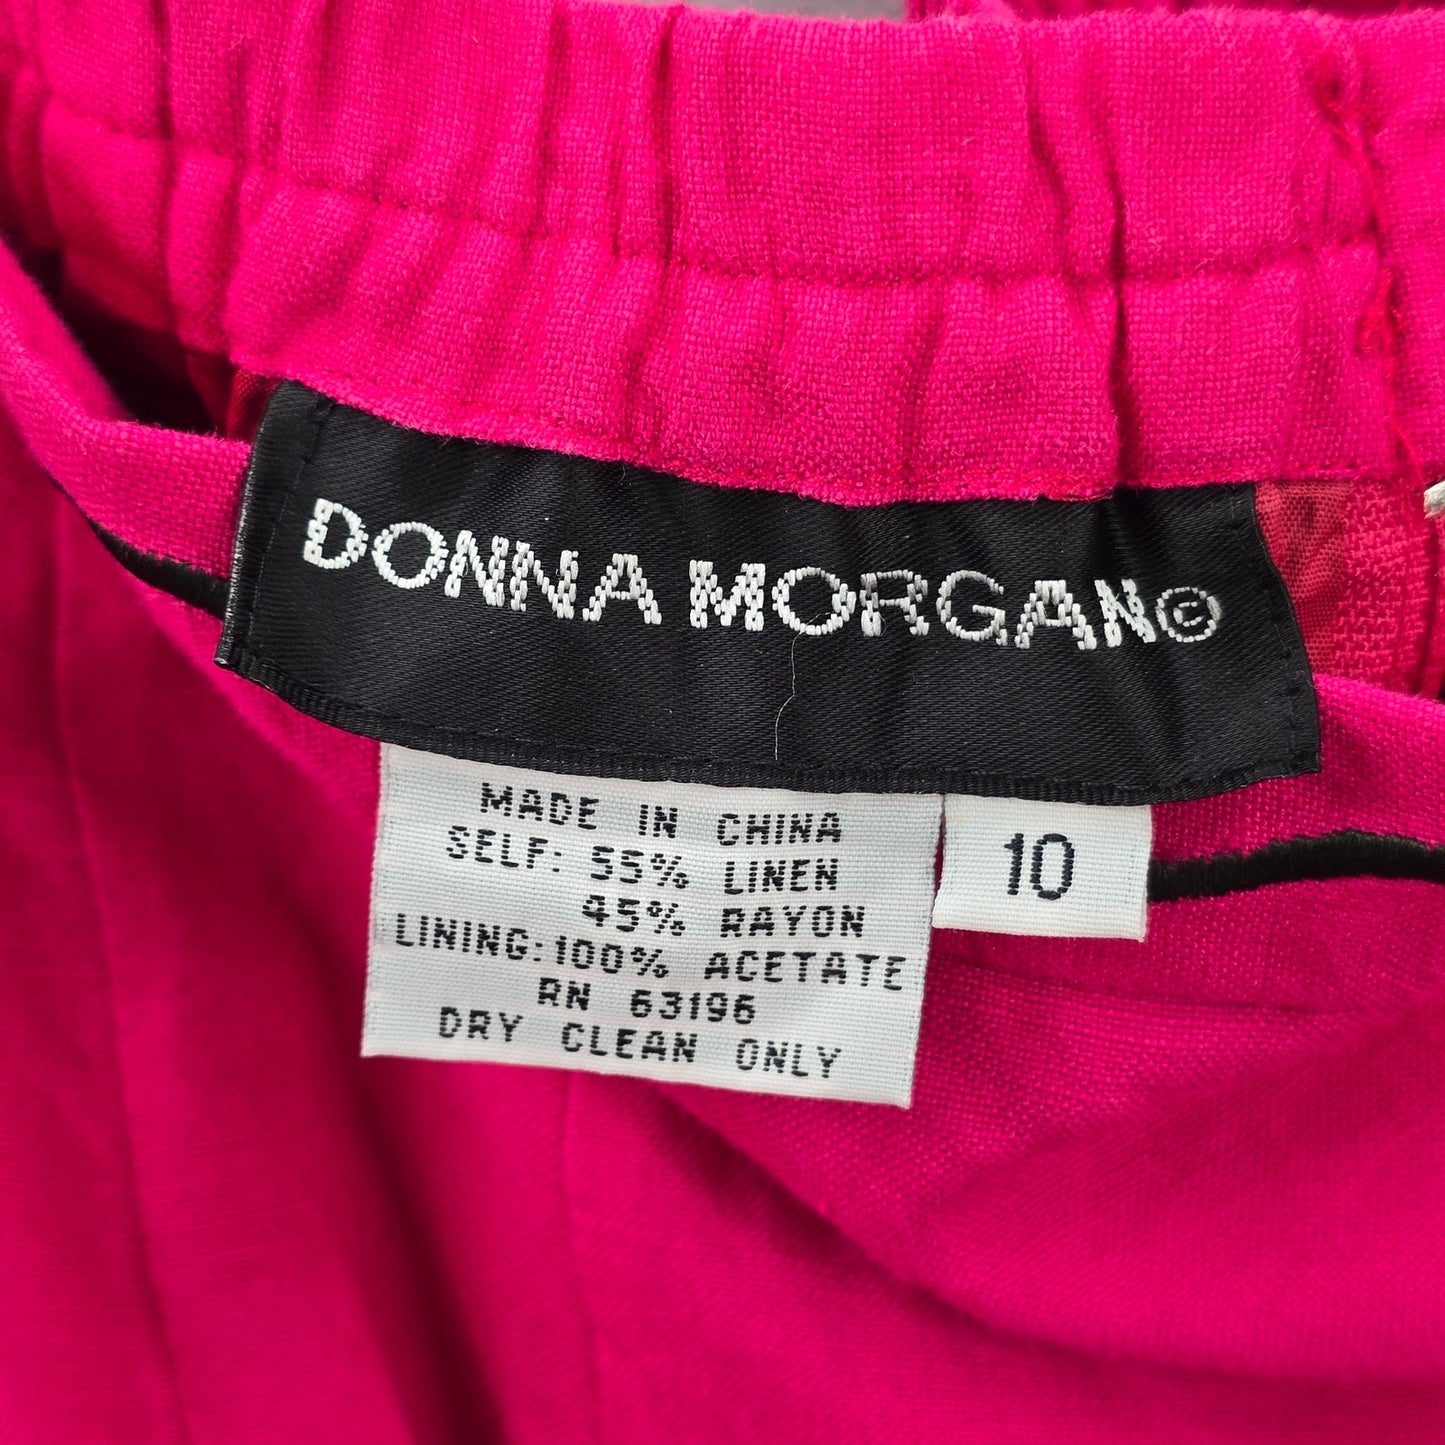 DONNA MORGAN©
MADE IN CHINA
SELF: 55% LINEN
45% RAYON
LINING: 100% ACETATE
RN 63196
DRY CLEAN ONLY
10